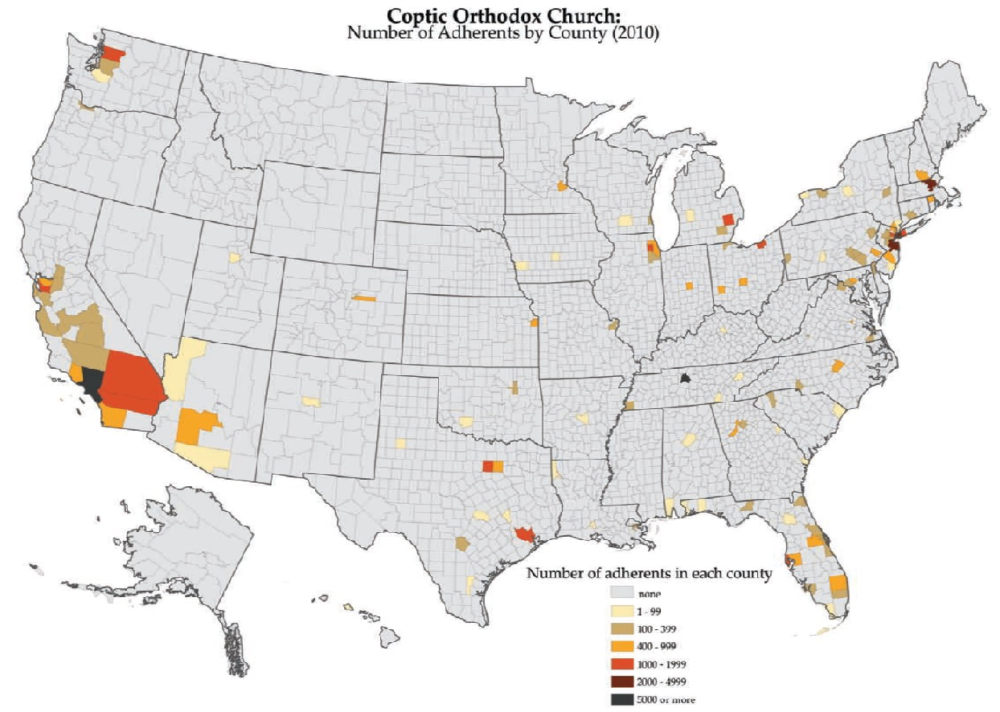 Coptic Orthodox Church:
Number of Adherents by County (2010)
Number of adherents in each county
none
1 - 99
100 - 399
400 - 999
1000 - 1999
2000 - 4999
5000 or more